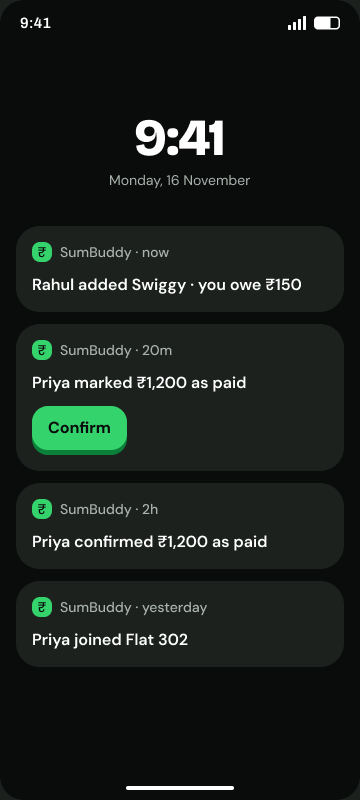 9:41
9:41
Monday, 16 November
₹ SumBuddy · now
Rahul added Swiggy · you owe ₹150
₹ SumBuddy · 20m
Priya marked ₹1,200 as paid
Confirm
₹ SumBuddy · 2h
Priya confirmed ₹1,200 as paid
₹ SumBuddy · yesterday
Priya joined Flat 302